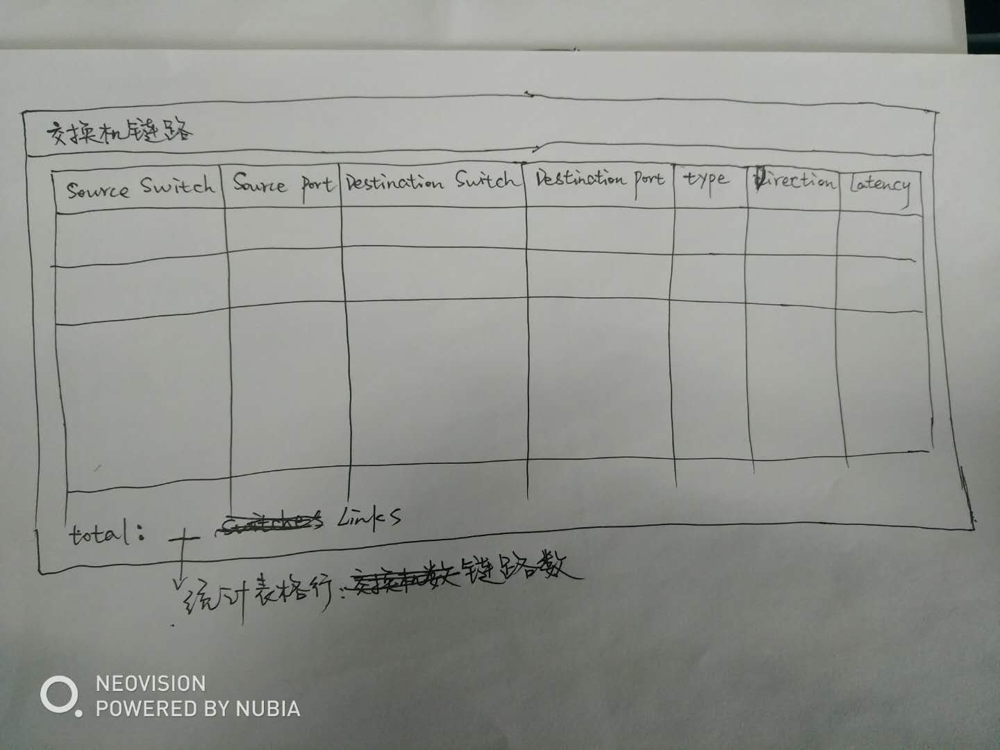 交换机链路
Source Switch Source port Destination Switch Destination port type Direction Latency
total: Switches Links
统计表格行: 交换机数 链路数
NEOVISION
POWERED BY NUBIA